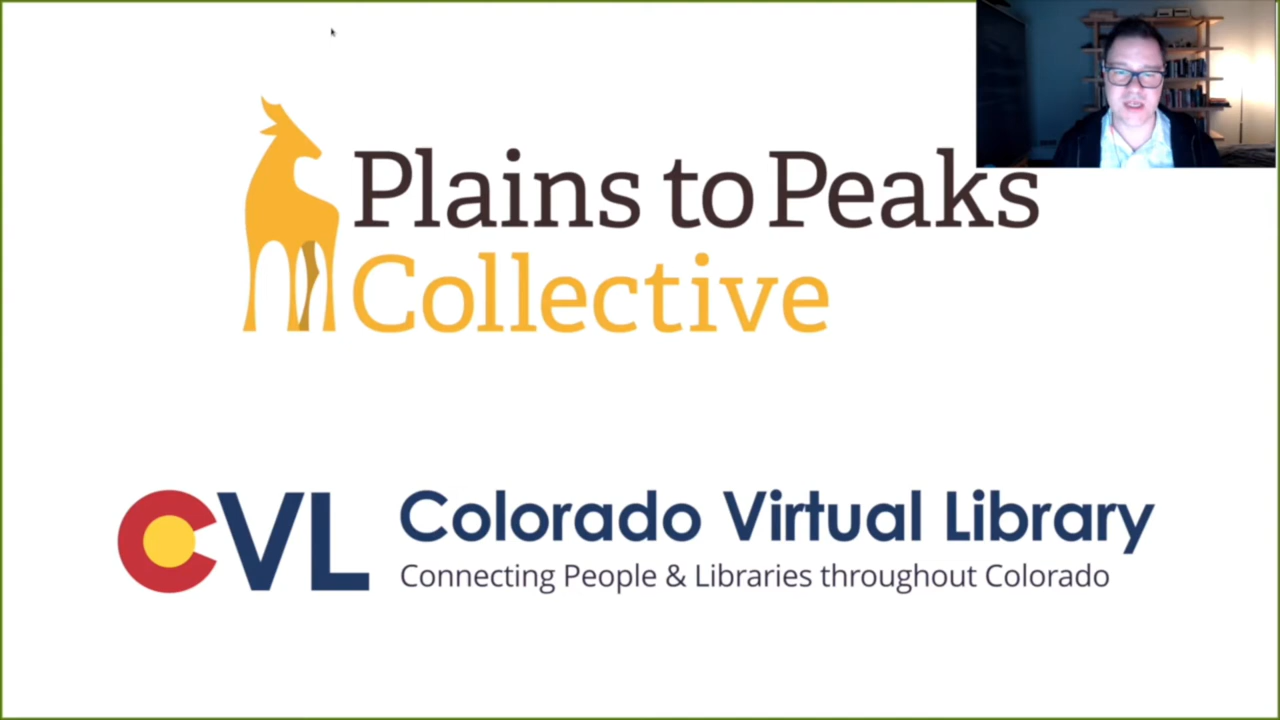 Plains to Peaks
Collective
CVL
Colorado Virtual Library
Connecting People & Libraries throughout Colorado